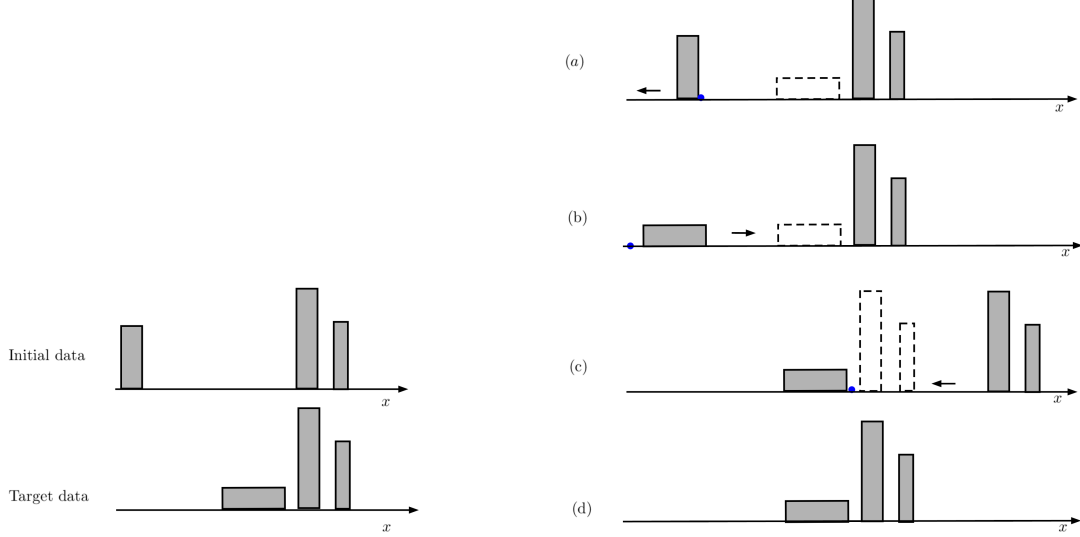 Initial data
x
Target data
x
(a)
x
(b)
x
(c)
x
(d)
x